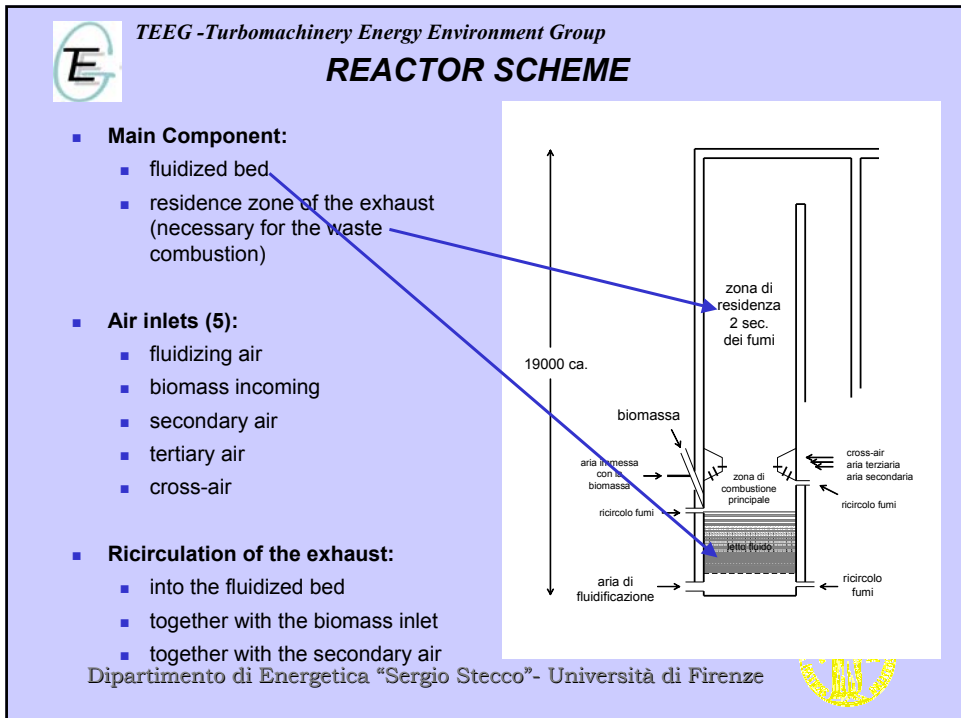 TEEG -Turbomachinery Energy Environment Group
TE
REACTOR SCHEME
Main Component:
fluidized bed
residence zone of the exhaust
(necessary for the waste
combustion)
Air inlets (5):
fluidizing air
biomass incoming
secondary air
tertiary air
cross-air
Ricirculation of the exhaust:
into the fluidized bed
together with the biomass inlet
together with the secondary air
zona di
residenza
2 sec.
dei fumi
19000 ca.
biomassa
aria immessa
con la
biomassa
zona di
combustione
principale
cross-air
aria terziaria
aria secondaria
ricircolo fumi
ricircolo fumi
letto fluido
aria di
fluidificazione
ricircolo
fumi
Dipartimento di Energetica “Sergio Stecco”- Università di Firenze